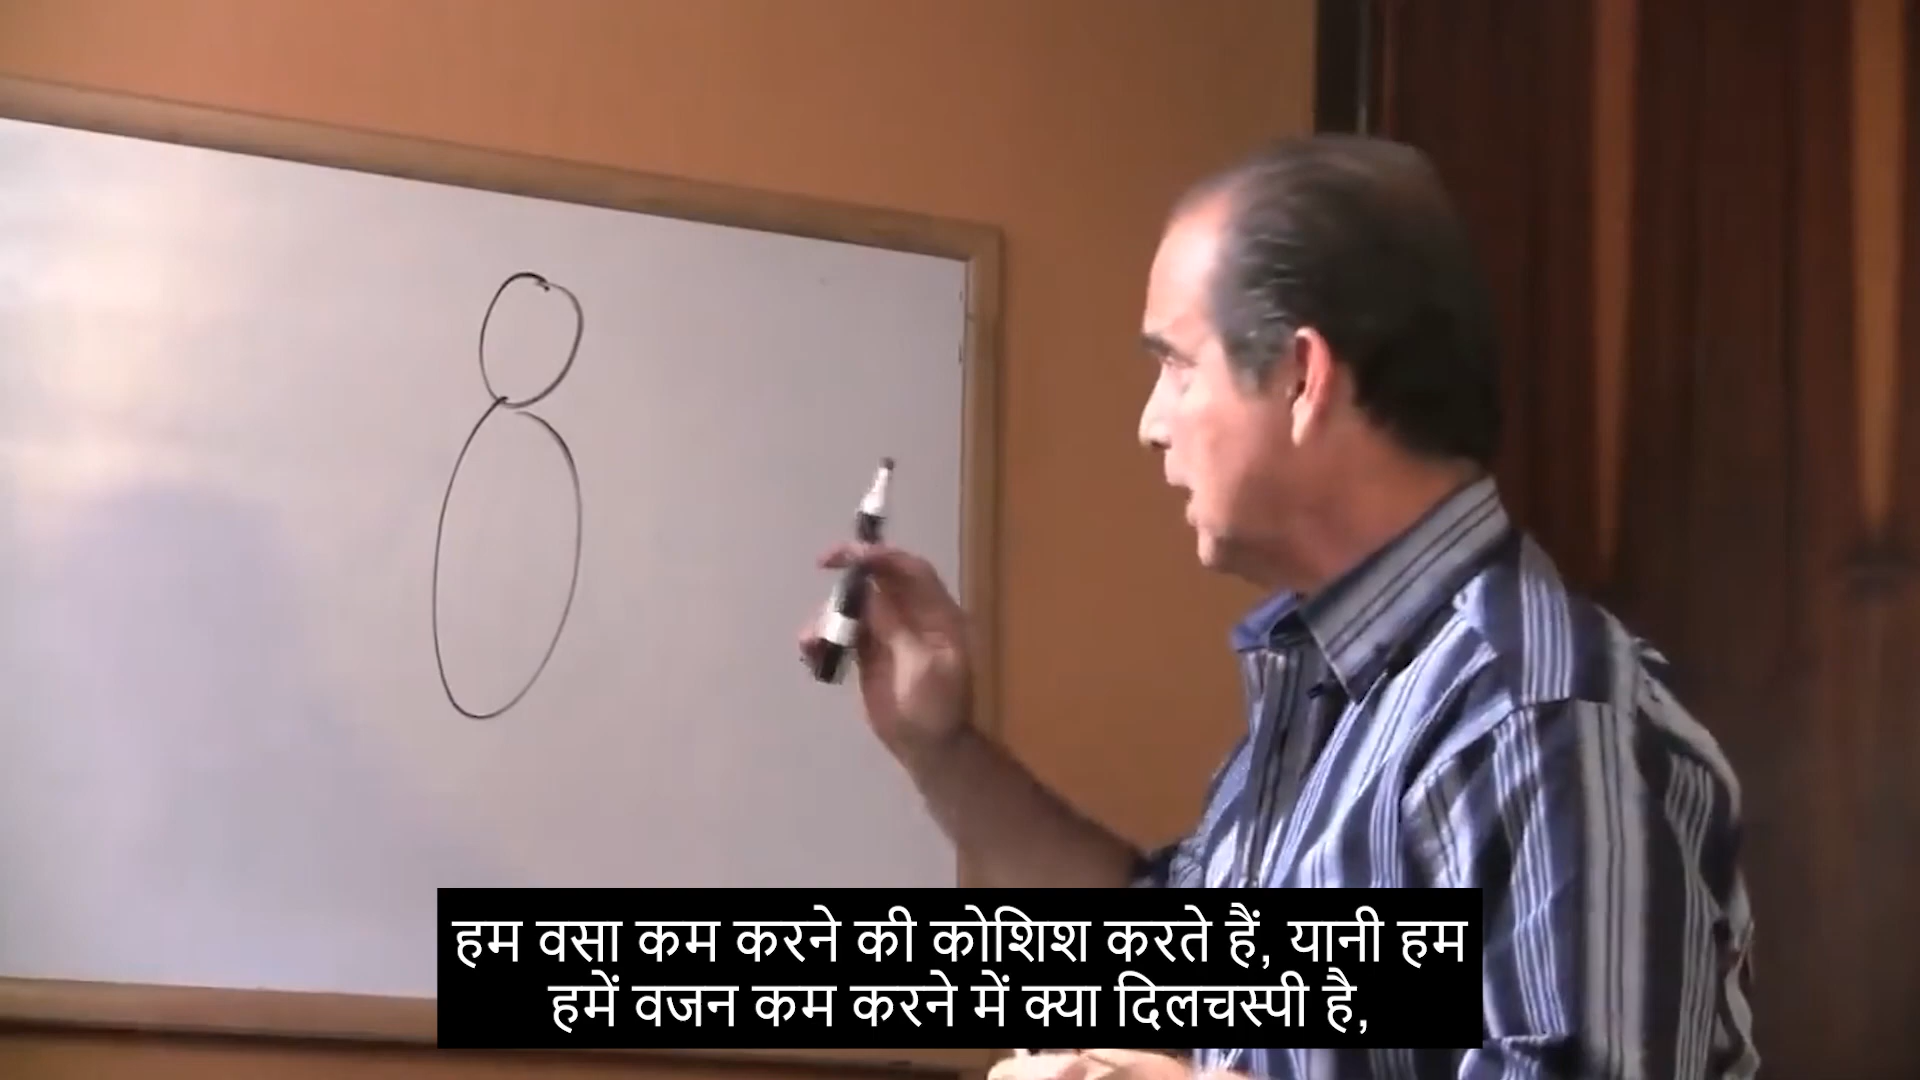 हम वसा कम करने की कोशिश करते हैं, यानी हम
हमें वजन कम करने में क्या दिलचस्पी है,